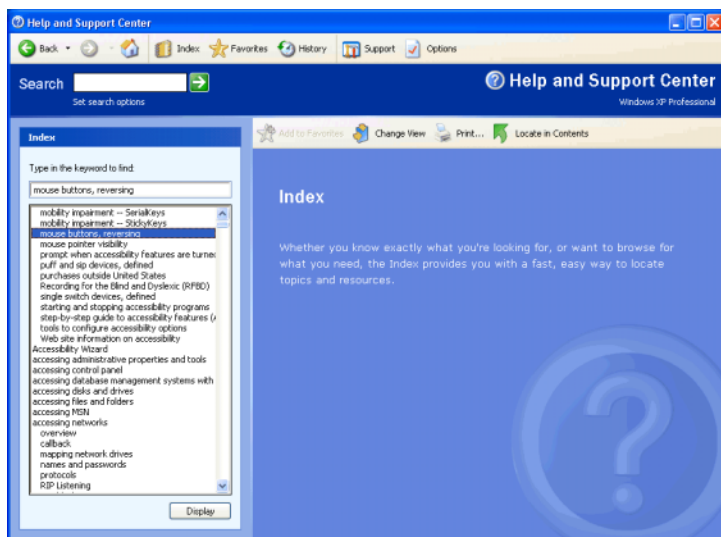 Help and Support Center
Back
Index Favorites History Support Options
Search
Set search options
Help and Support Center
Windows XP Professional
Index
Add to Favorites Change View Print... Locate in Contents
Type in the keyword to find:
mouse buttons, reversing
mobility impairment -- SerialKeys
mobility impairment -- StickyKeys
mouse buttons, reversing
mouse pointer visibility
prompt when accessibility features are turne
puff and sip devices, defined
purchases outside United States
Recording for the Blind and Dyslexic (RFBD)
single switch devices, defined
starting and stopping accessibility programs
step-by-step guide to accessibility features (
tools to configure accessibility options
Web site information on accessibility
Accessibility Wizard
accessing administrative properties and tools
accessing control panel
accessing database management systems with
accessing disks and drives
accessing files and folders
accessing MSN
accessing networks
overview
callback
mapping network drives
names and passwords
protocols
RIP Listening
Display
Index
Whether you know exactly what you're looking for, or want to browse for
what you need, the Index provides you with a fast, easy way to locate
topics and resources.